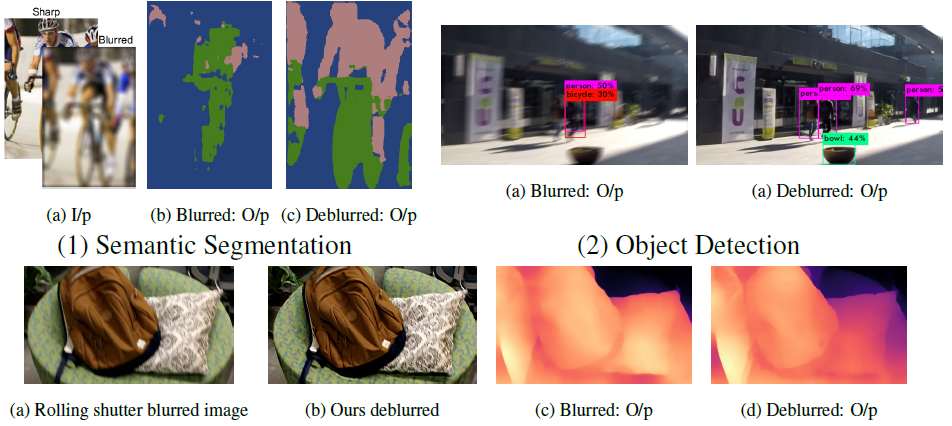 Sharp
Blurred
person: 50%
bicycle: 30%
pers
person: 69%
person: 5
bowl: 44%
(a) I/p
(b) Blurred: O/p
(c) Deblurred: O/p
(a) Blurred: O/p
(a) Deblurred: O/p
(1) Semantic Segmentation
(2) Object Detection
(a) Rolling shutter blurred image
(b) Ours deblurred
(c) Blurred: O/p
(d) Deblurred: O/p